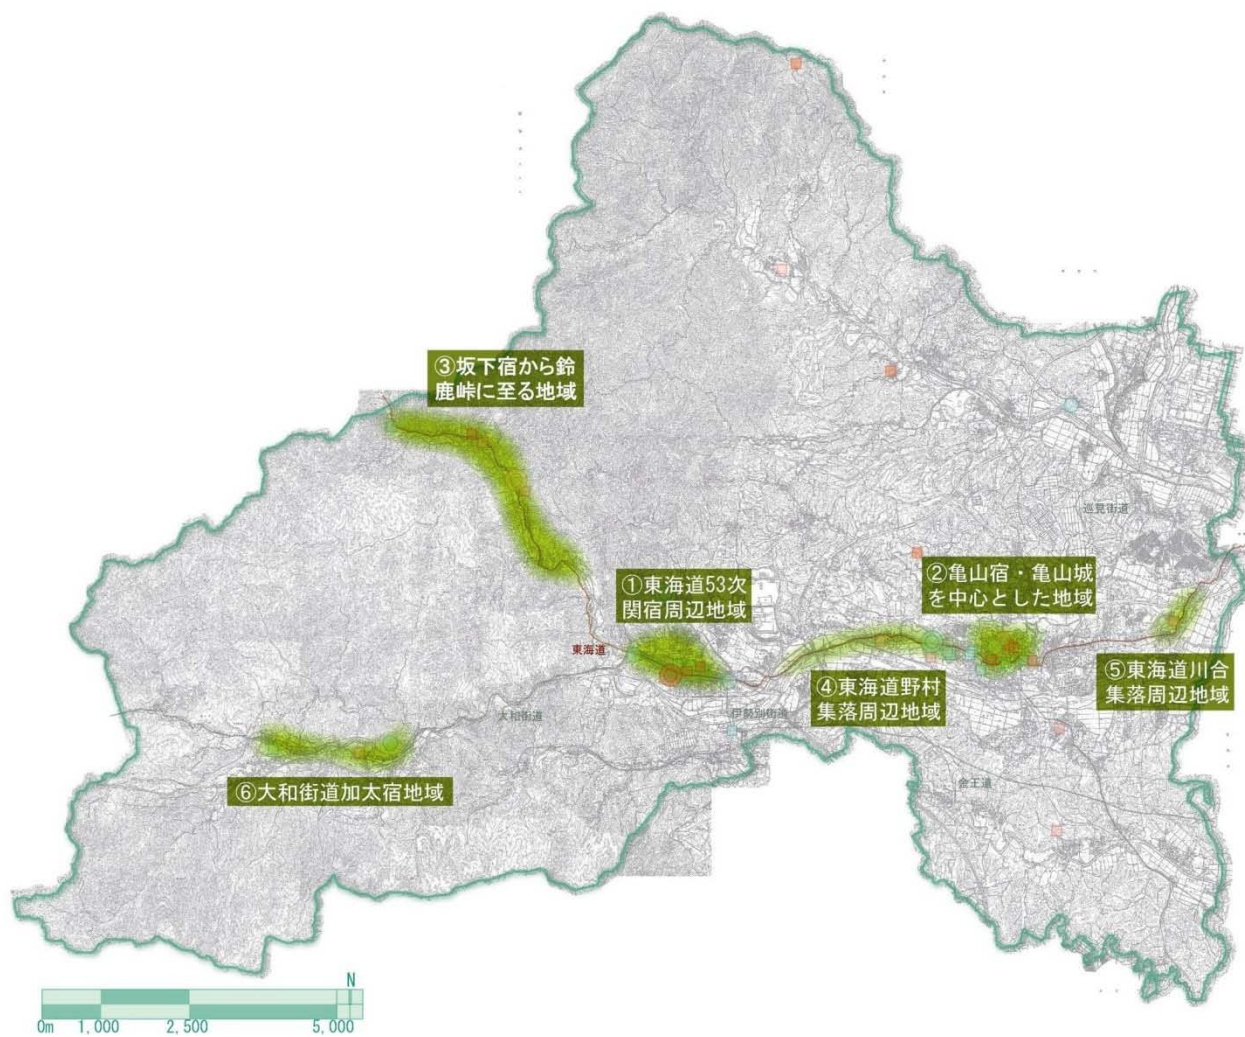 ③坂下宿から鈴
鹿峠に至る地域
巡見街道
①東海道53次
関宿周辺地域
②亀山宿・亀山城
を中心とした地域
東海道
④東海道野村
集落周辺地域
⑤東海道川合
集落周辺地域
大和街道
伊勢別街道
⑥大和街道加太宿地域
金王道
N
0m 1,000 2,500 5,000